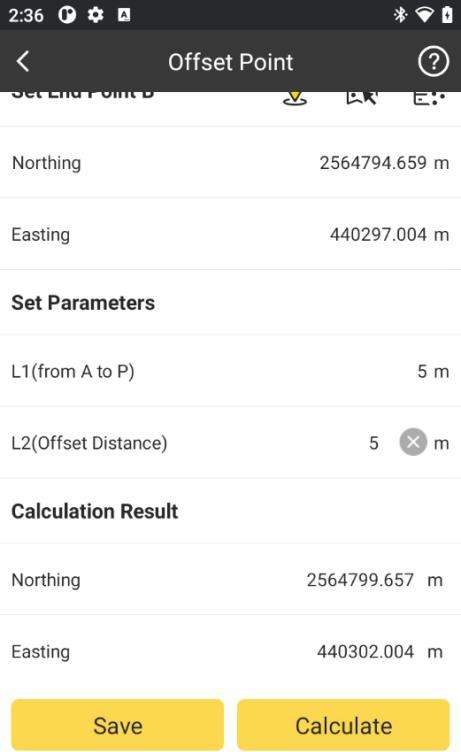 2:36
Offset Point
Set End Point B
Northing 2564794.659 m
Easting 440297.004 m
Set Parameters
L1(from A to P) 5 m
L2(Offset Distance) 5 m
Calculation Result
Northing 2564799.657 m
Easting 440302.004 m
Save Calculate